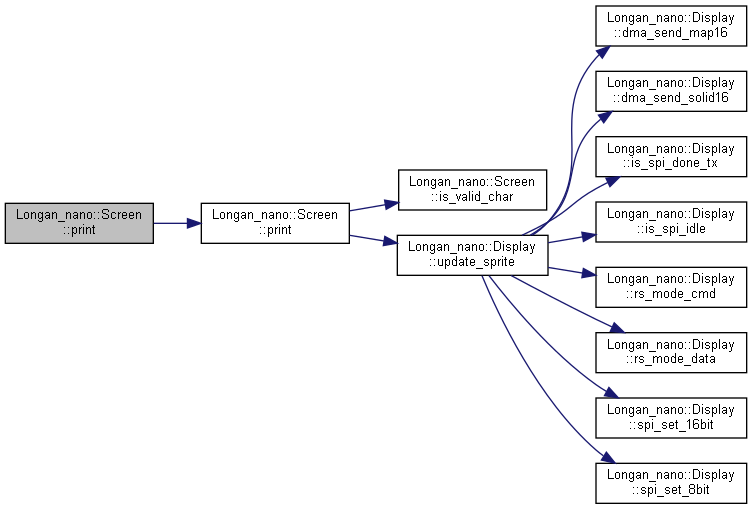 Longan_nano::Screen
::print
Longan_nano::Screen
::print
Longan_nano::Screen
::is_valid_char
Longan_nano::Display
::update_sprite
Longan_nano::Display
::dma_send_map16
Longan_nano::Display
::dma_send_solid16
Longan_nano::Display
::is_spi_done_tx
Longan_nano::Display
::is_spi_idle
Longan_nano::Display
::rs_mode_cmd
Longan_nano::Display
::rs_mode_data
Longan_nano::Display
::spi_set_16bit
Longan_nano::Display
::spi_set_8bit